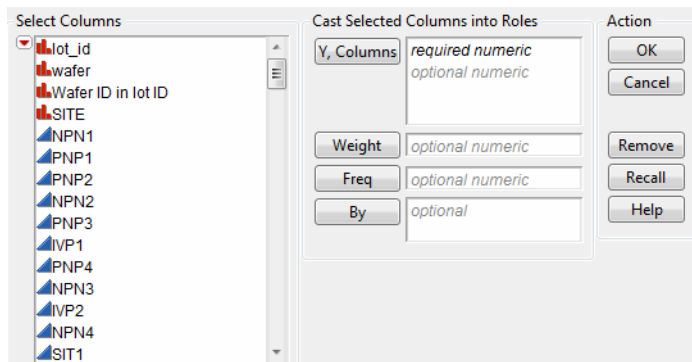 Select Columns
lot_id
wafer
Wafer ID in lot ID
SITE
NPN1
PNP1
PNP2
NPN2
PNP3
IVP1
PNP4
NPN3
IVP2
NPN4
SIT1
Cast Selected Columns into Roles
Y, Columns
required numeric
optional numeric
Weight
optional numeric
Freq
optional numeric
By
optional
Action
OK
Cancel
Remove
Recall
Help